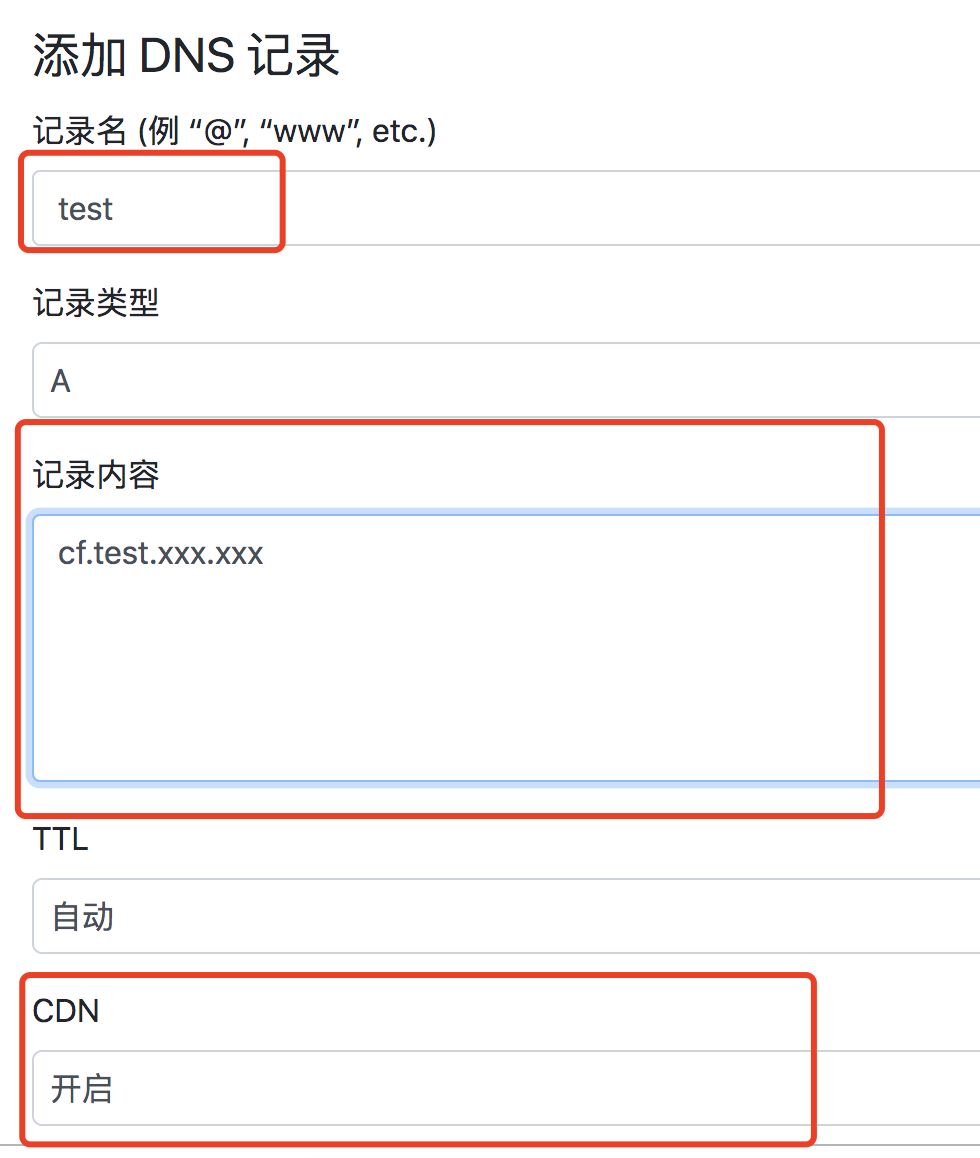 添加 DNS 记录
记录名 (例 “@”, “www”, etc.)
test
记录类型
A
记录内容
cf.test.xxx.xxx
TTL
自动
CDN
开启